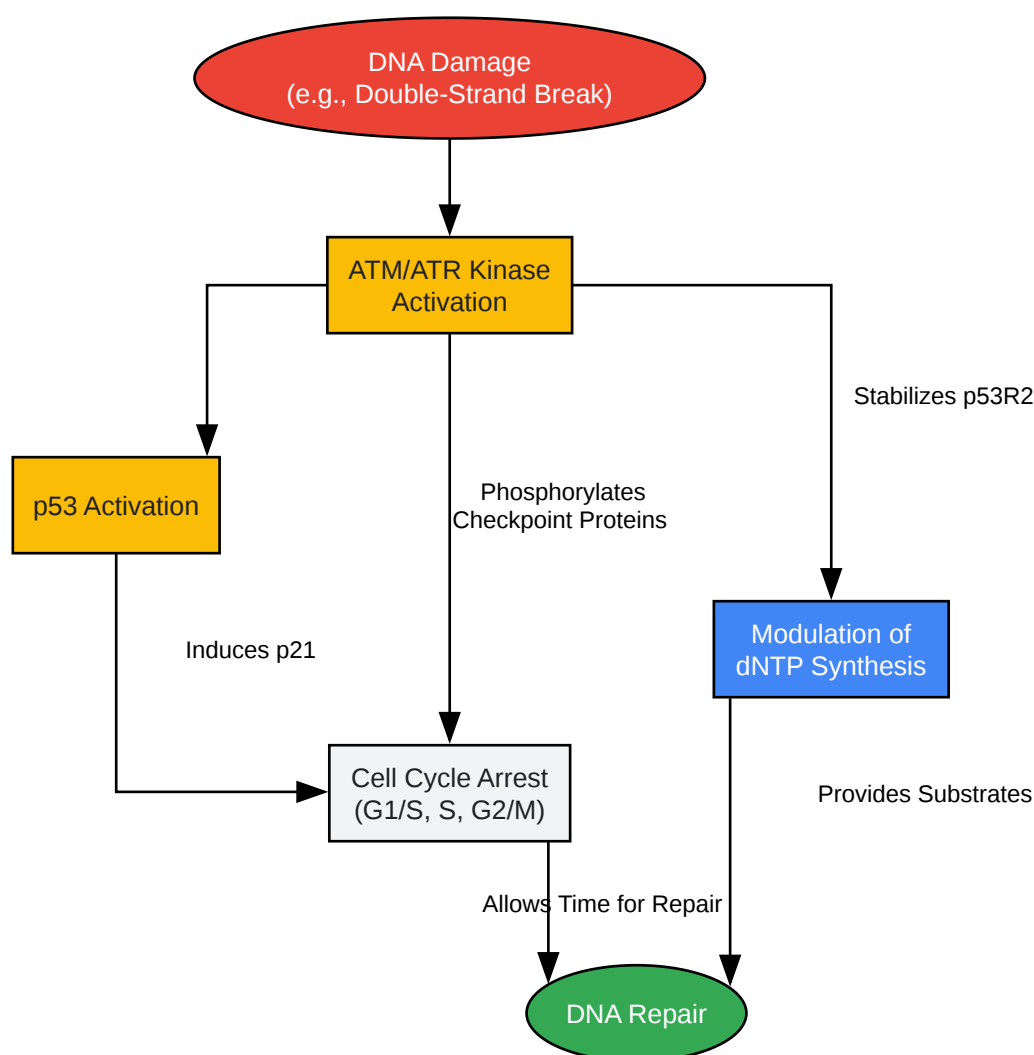 DNA Damage
(e.g., Double-Strand Break)
ATM/ATR Kinase
Activation
Stabilizes p53R2
p53 Activation
Phosphorylates
Checkpoint Proteins
Modulation of
dNTP Synthesis
Induces p21
Cell Cycle Arrest
(G1/S, S, G2/M)
Provides Substrates
Allows Time for Repair
DNA Repair